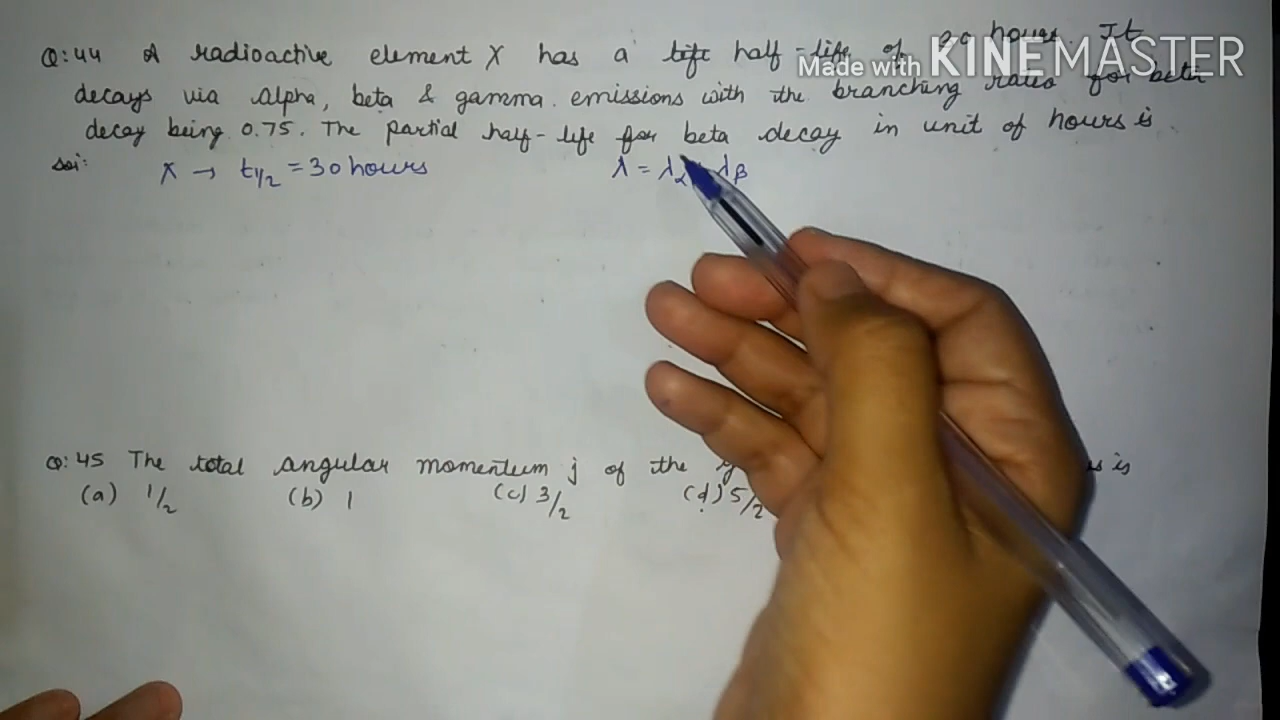 Q:44 A radioactive element X has a half-life of hours. It
Made with KINEMASTER
decays via alpha, beta & gamma emissions with the branching ratio for beta
decay being 0.75. The partial half-life for beta decay in unit of hours is
Sol: X → t1/2 = 30 hours λ = λα λβ
Q:45 The total angular momentum j of the is
(a) 1/2 (b) 1 (c) 3/2 (d) 5/2